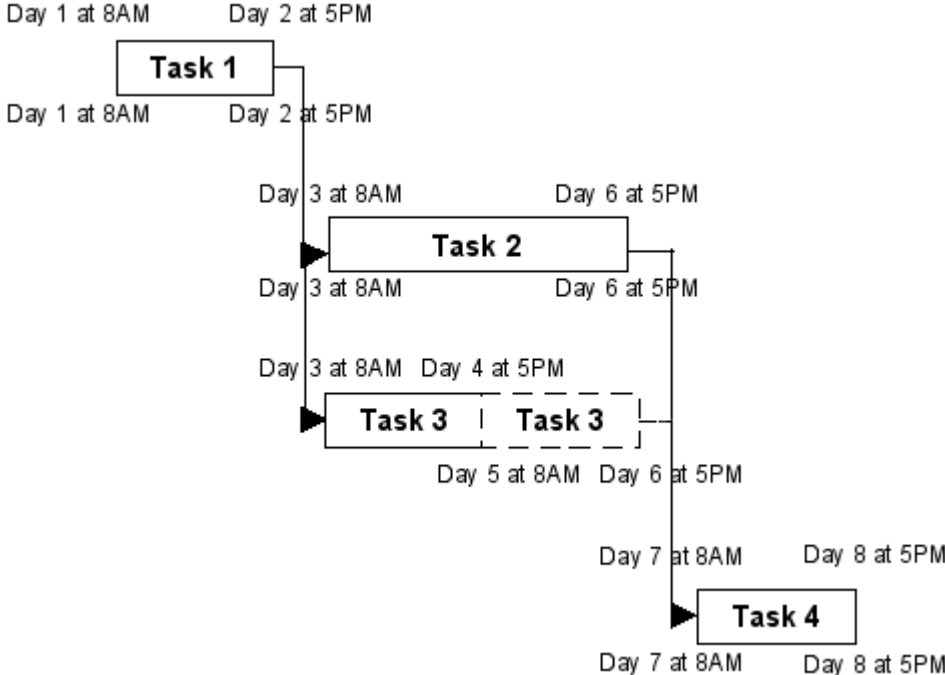 Day 1 at 8AM Day 2 at 5PM
Task 1
Day 1 at 8AM Day 2 at 5PM
Day 3 at 8AM Day 6 at 5PM
Task 2
Day 3 at 8AM Day 6 at 5PM
Day 3 at 8AM Day 4 at 5PM
Task 3 Task 3
Day 5 at 8AM Day 6 at 5PM
Day 7 at 8AM Day 8 at 5PM
Task 4
Day 7 at 8AM Day 8 at 5PM